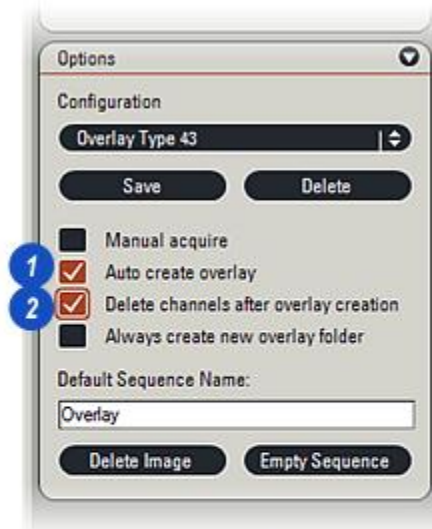 Options
Configuration
Overlay Type 43
Save Delete
Manual acquire
1 Auto create overlay
2 Delete channels after overlay creation
Always create new overlay folder
Default Sequence Name:
Overlay
Delete Image Empty Sequence